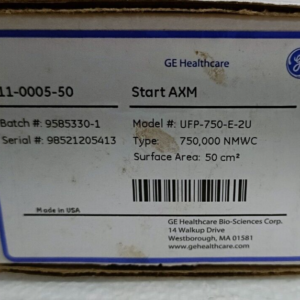 GE Healthcare
11-0005-50
Start AXM
Batch #: 9585330-1
Model #: UFP-750-E-2U
Serial #: 98521205413
Type: 750,000 NMWC
Surface Area: 50 cm²
Made in USA
GE Healthcare Bio-Sciences Corp.
14 Walkup Drive
Westborough, MA 01581
www.gehealthcare.com